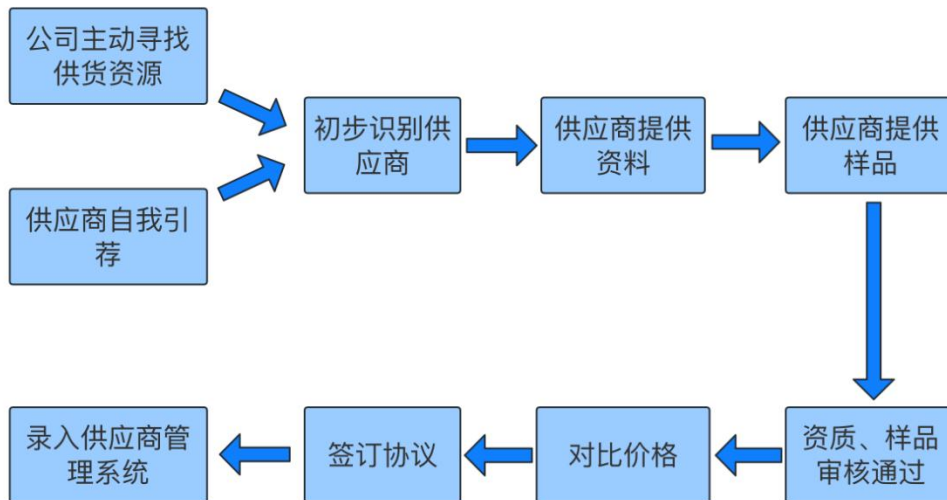 公司主动寻找
供货资源
供应商自我引
荐
初步识别供
应商
供应商提供
资料
供应商提供
样品
资质、样品
审核通过
对比价格
签订协议
录入供应商管
理系统